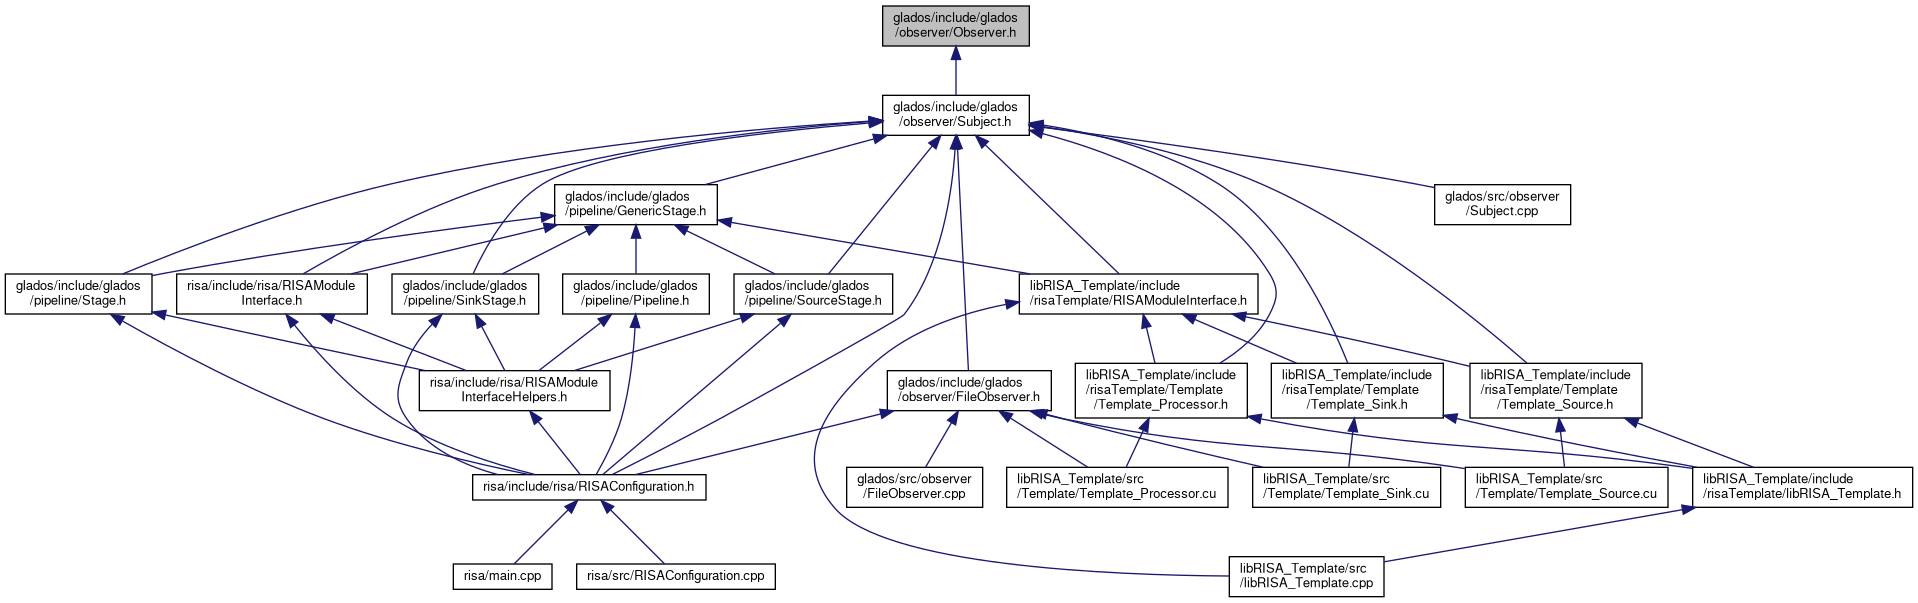 glados/include/glados
/observer/Observer.h
glados/include/glados
/observer/Subject.h
glados/include/glados
/pipeline/GenericStage.h
glados/src/observer
/Subject.cpp
glados/include/glados
/pipeline/Stage.h
risa/include/risa/RISAModule
Interface.h
glados/include/glados
/pipeline/SinkStage.h
glados/include/glados
/pipeline/Pipeline.h
glados/include/glados
/pipeline/SourceStage.h
libRISA_Template/include
/risaTemplate/RISAModuleInterface.h
risa/include/risa/RISAModule
InterfaceHelpers.h
glados/include/glados
/observer/FileObserver.h
libRISA_Template/include
/risaTemplate/Template
/Template_Processor.h
libRISA_Template/include
/risaTemplate/Template
/Template_Sink.h
libRISA_Template/include
/risaTemplate/Template
/Template_Source.h
risa/include/risa/RISAConfiguration.h
glados/src/observer
/FileObserver.cpp
libRISA_Template/src
/Template/Template_Processor.cu
libRISA_Template/src
/Template/Template_Sink.cu
libRISA_Template/src
/Template/Template_Source.cu
libRISA_Template/include
/risaTemplate/libRISA_Template.h
risa/main.cpp
risa/src/RISAConfiguration.cpp
libRISA_Template/src
/libRISA_Template.cpp